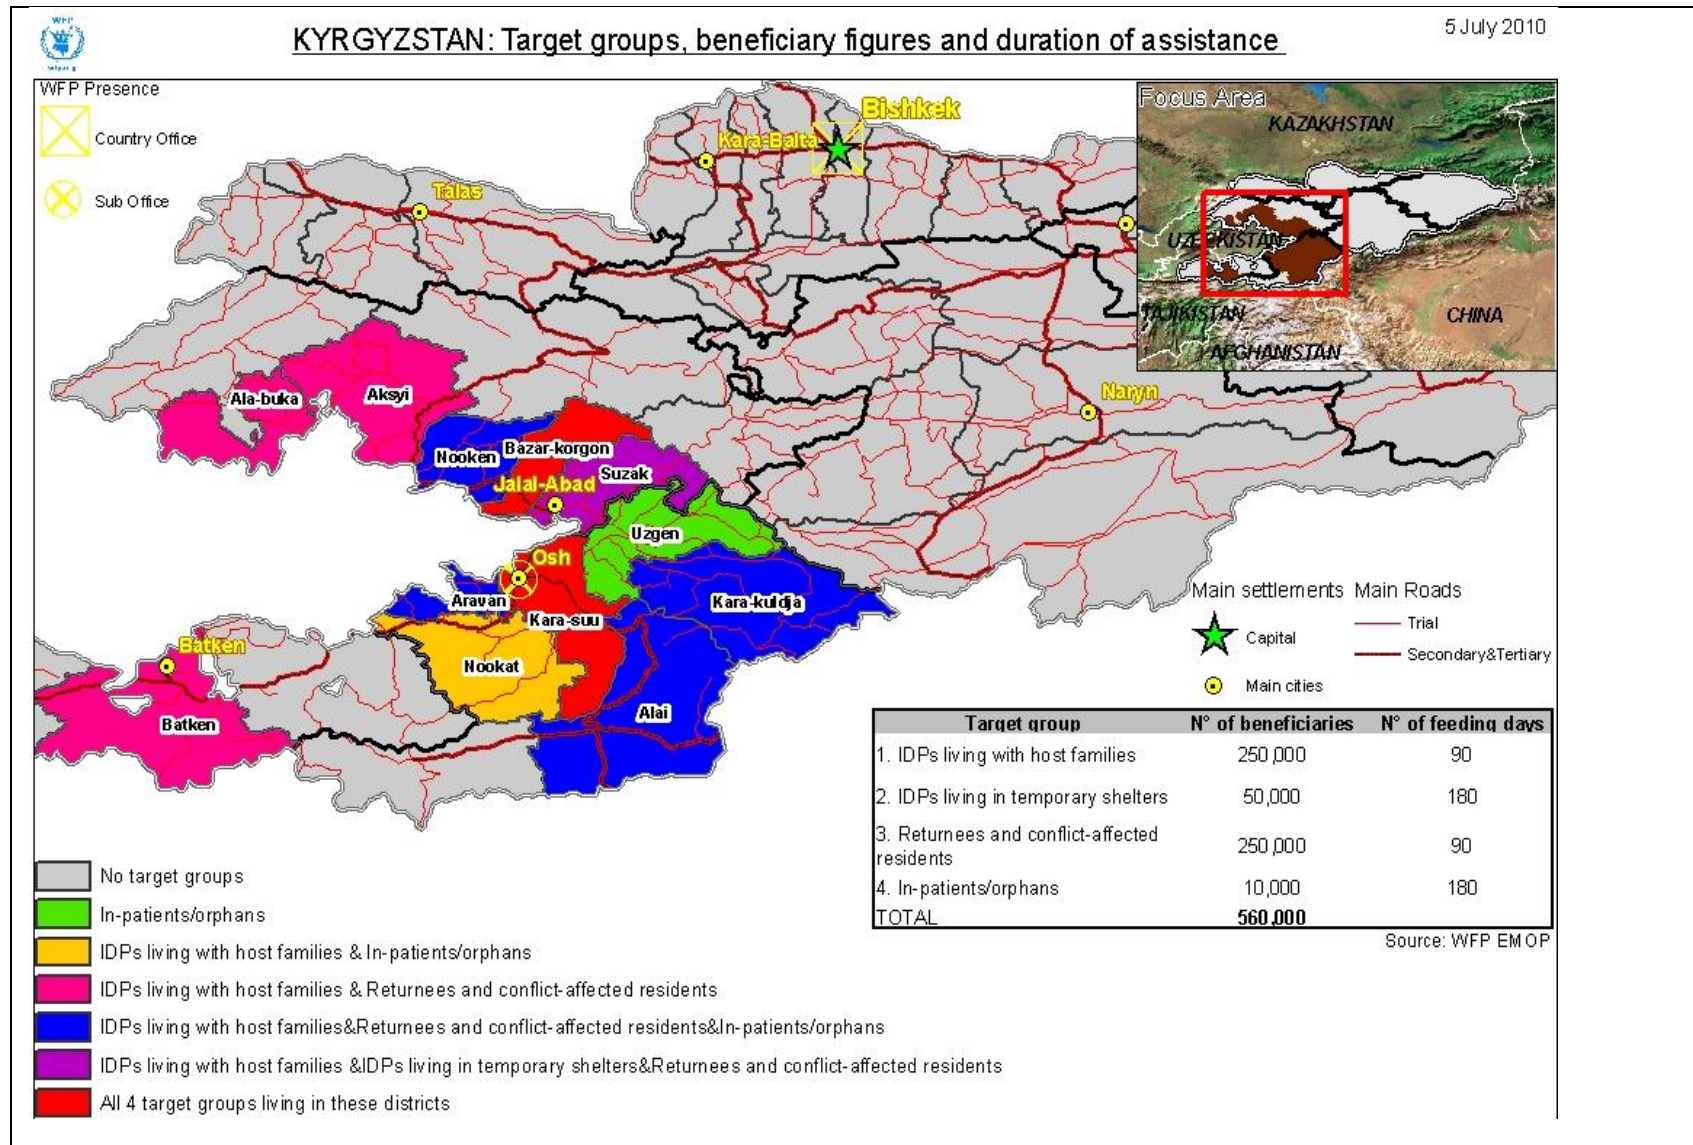 WFP
wfp.org
KYRGYZSTAN: Target groups, beneficiary figures and duration of assistance
5 July 2010
WFP Presence
Country Office
Sub Office
Bishkek
Kara-Balta
Talas
Focus Area
KAZAKHSTAN
UZBEKISTAN
TAJIKISTAN
CHINA
AFGHANISTAN
Naryn
Ala-buka
Aksyi
Nooken
Bazar-korgon
Suzak
Jalal-Abad
Uzgen
Osh
Aravan
Kara-suu
Kara-kuldja
Nookat
Alai
Batken
Batken
Main settlements
Capital
Main cities
Main Roads
Trial
Secondary&Tertiary
Target group N° of beneficiaries N° of feeding days
1. IDPs living with host families 250,000 90
2. IDPs living in temporary shelters 50,000 180
3. Returnees and conflict-affected
residents 250,000 90
4. In-patients/orphans 10,000 180
TOTAL 560,000
Source: WFP EMOP
No target groups
In-patients/orphans
IDPs living with host families & In-patients/orphans
IDPs living with host families & Returnees and conflict-affected residents
IDPs living with host families&Returnees and conflict-affected residents&In-patients/orphans
IDPs living with host families &IDPs living in temporary shelters&Returnees and conflict-affected residents
All 4 target groups living in these districts